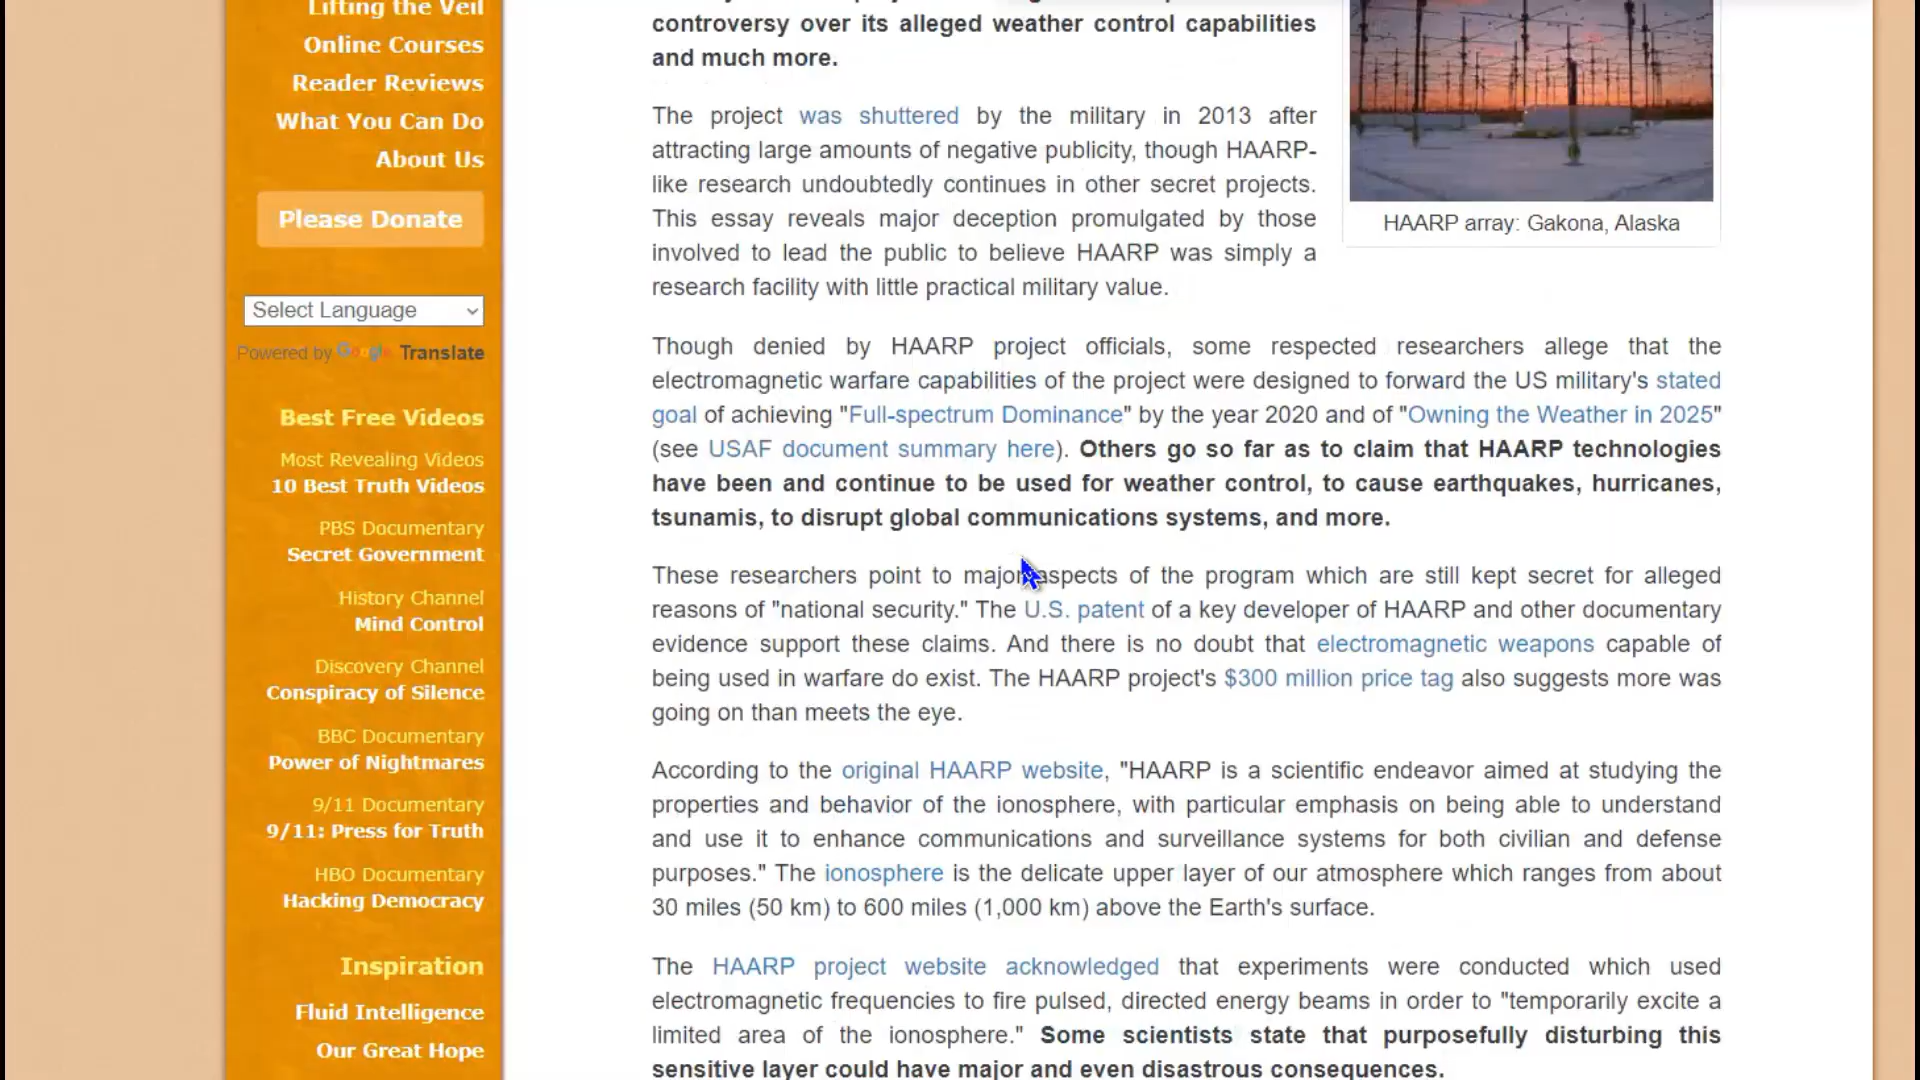 Lifting the Veil
Online Courses
Reader Reviews
What You Can Do
About Us
Please Donate
Select Language
Powered by Google Translate
Best Free Videos
Most Revealing Videos
10 Best Truth Videos
PBS Documentary
Secret Government
History Channel
Mind Control
Discovery Channel
Conspiracy of Silence
BBC Documentary
Power of Nightmares
9/11 Documentary
9/11: Press for Truth
HBO Documentary
Hacking Democracy
Inspiration
Fluid Intelligence
Our Great Hope
controversy over its alleged weather control capabilities
and much more.
The project was shuttered by the military in 2013 after
attracting large amounts of negative publicity, though HAARP-
like research undoubtedly continues in other secret projects.
This essay reveals major deception promulgated by those
involved to lead the public to believe HAARP was simply a
research facility with little practical military value.
HAARP array: Gakona, Alaska
Though denied by HAARP project officials, some respected researchers allege that the
electromagnetic warfare capabilities of the project were designed to forward the US military's stated
goal of achieving "Full-spectrum Dominance" by the year 2020 and of "Owning the Weather in 2025"
(see USAF document summary here). Others go so far as to claim that HAARP technologies
have been and continue to be used for weather control, to cause earthquakes, hurricanes,
tsunamis, to disrupt global communications systems, and more.
These researchers point to major aspects of the program which are still kept secret for alleged
reasons of "national security." The U.S. patent of a key developer of HAARP and other documentary
evidence support these claims. And there is no doubt that electromagnetic weapons capable of
being used in warfare do exist. The HAARP project's $300 million price tag also suggests more was
going on than meets the eye.
According to the original HAARP website, "HAARP is a scientific endeavor aimed at studying the
properties and behavior of the ionosphere, with particular emphasis on being able to understand
and use it to enhance communications and surveillance systems for both civilian and defense
purposes." The ionosphere is the delicate upper layer of our atmosphere which ranges from about
30 miles (50 km) to 600 miles (1,000 km) above the Earth's surface.
The HAARP project website acknowledged that experiments were conducted which used
electromagnetic frequencies to fire pulsed, directed energy beams in order to "temporarily excite a
limited area of the ionosphere." Some scientists state that purposefully disturbing this
sensitive layer could have major and even disastrous consequences.